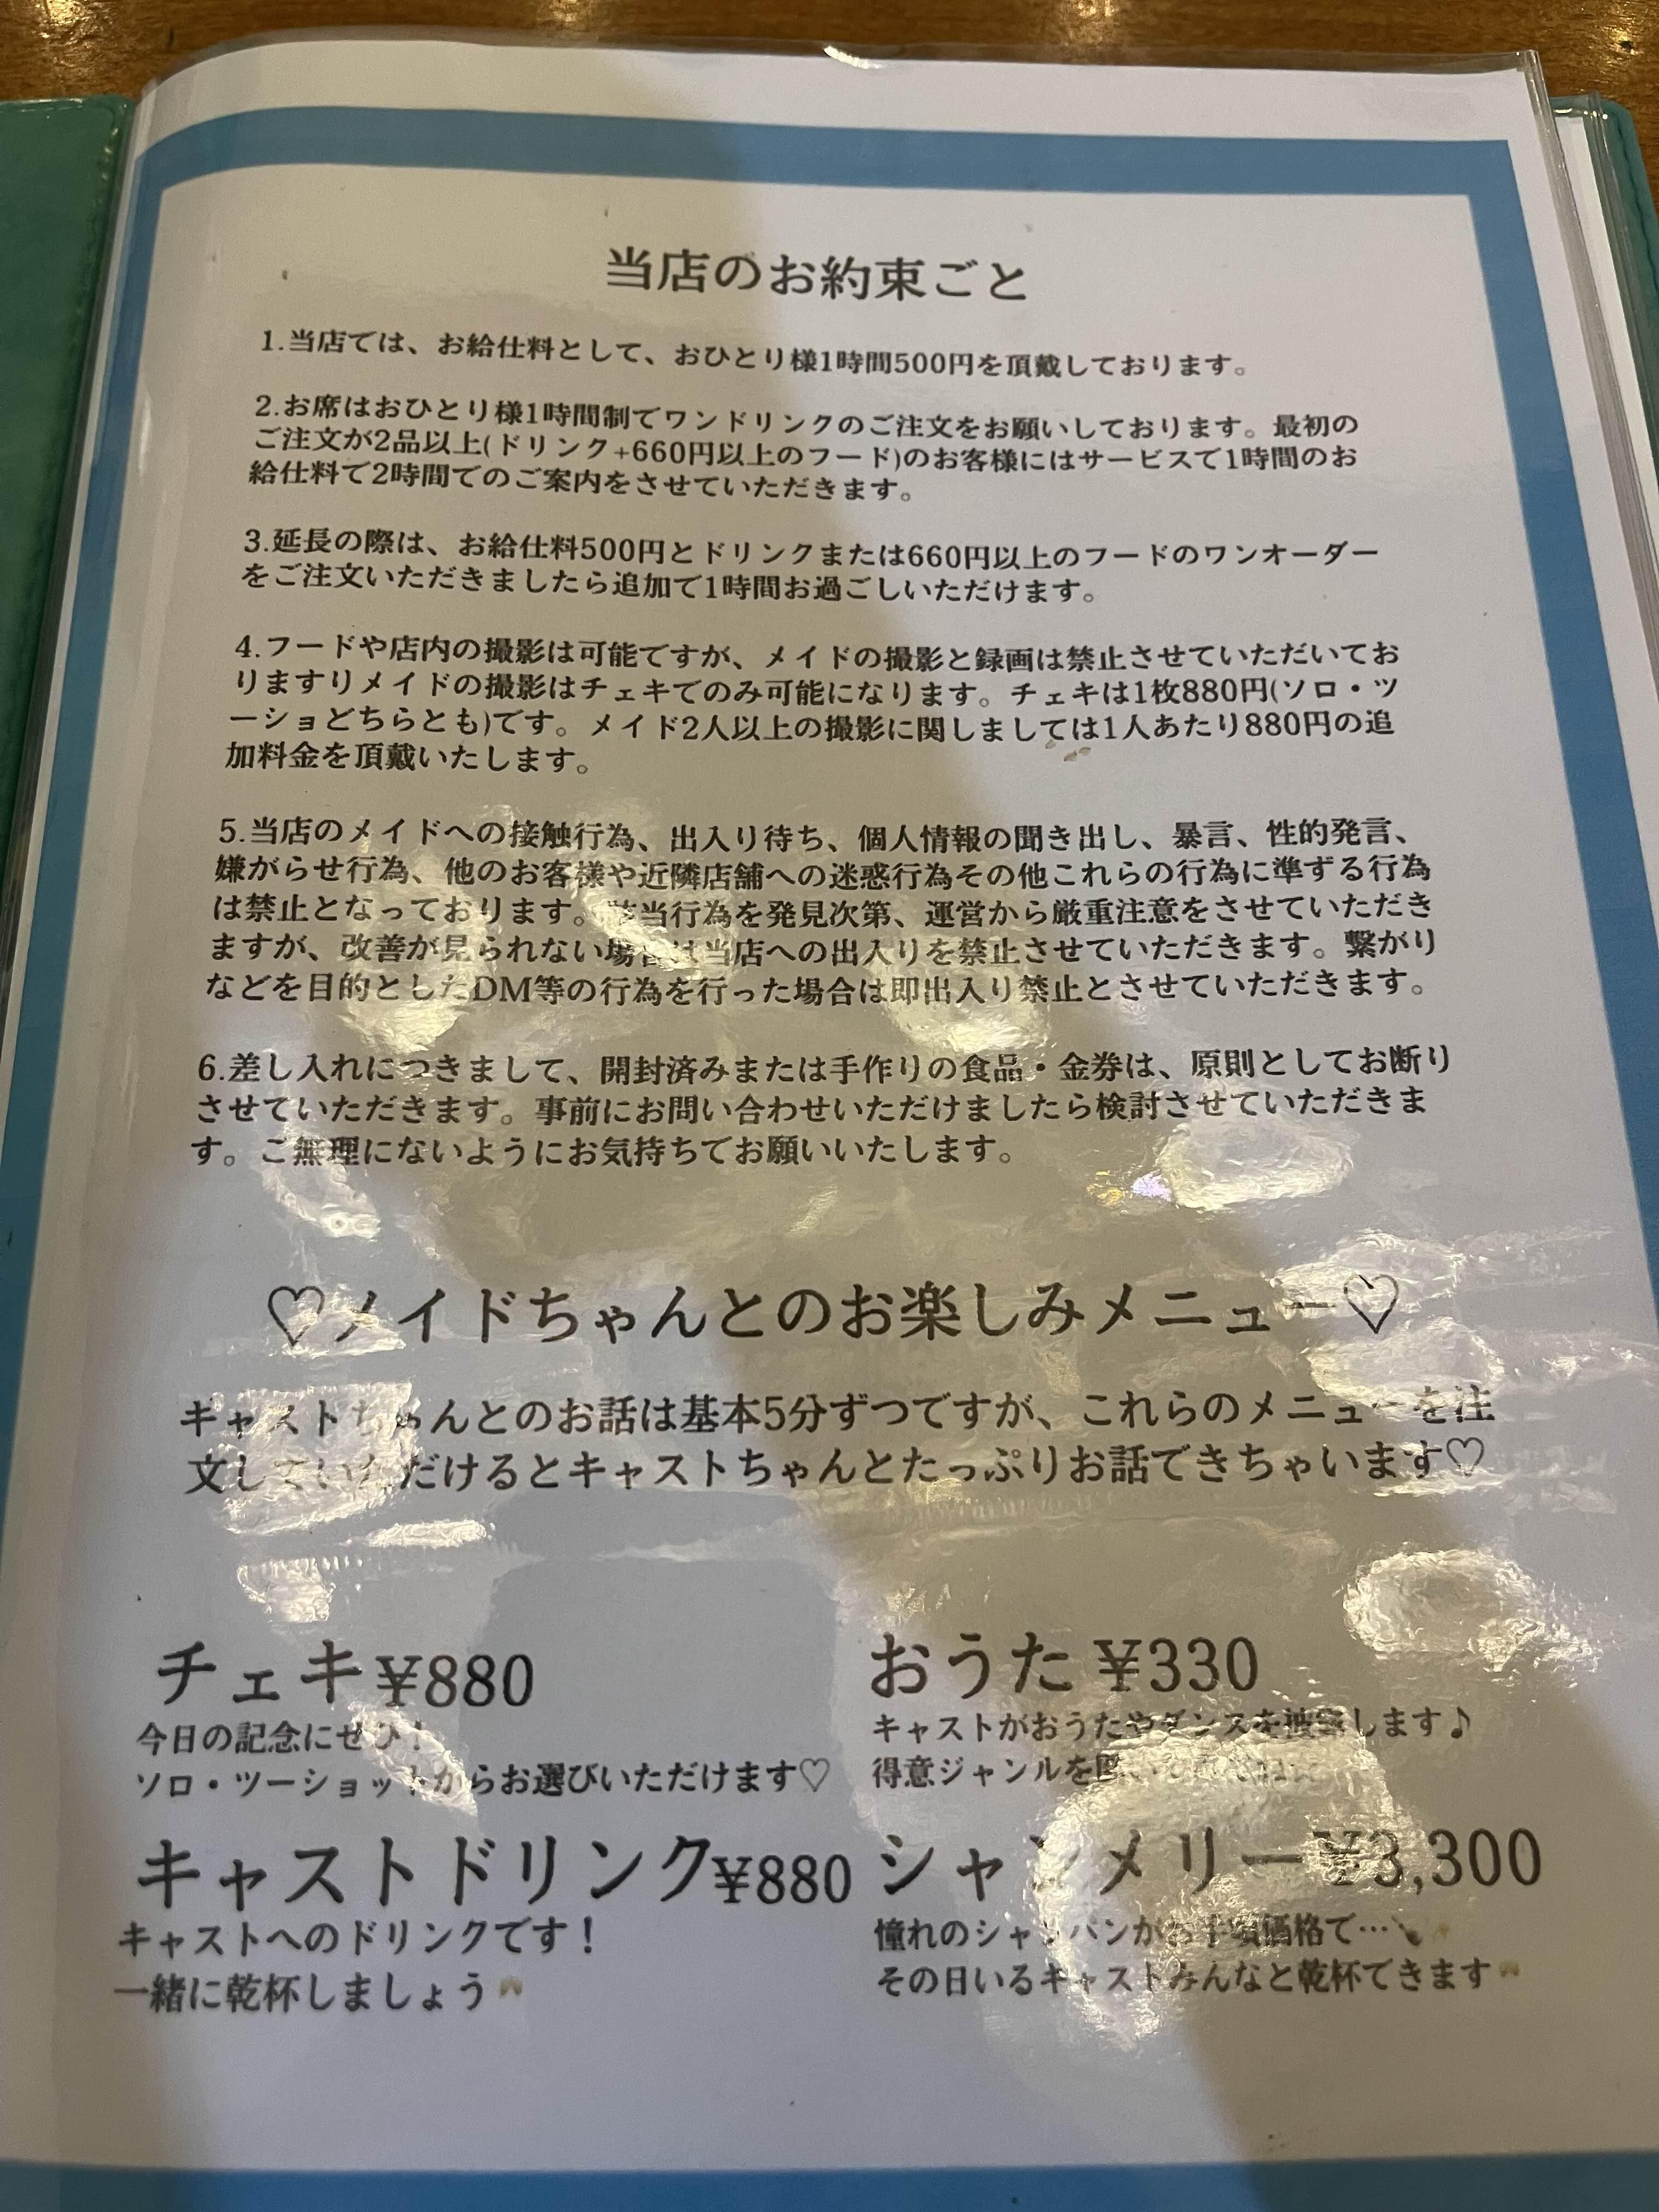 当店のお約束ごと
1.当店では、お給仕料として、おひとり様1時間500円を頂戴しております。
2.お席はおひとり様1時間制でワンドリンクのご注文をお願いしております。最初の
ご注文が2品以上(ドリンク+660円以上のフード)のお客様にはサービスで1時間のお
給仕料で2時間でのご案内をさせていただきます。
3.延長の際は、お給仕料500円とドリンクまたは660円以上のフードのワンオーダー
をご注文いただきましたら追加で1時間お過ごしいただけます。
4.フードや店内の撮影は可能ですが、メイドの撮影と録画は禁止させていただいてお
りますりメイドの撮影はチェキでのみ可能になります。チェキは1枚880円(ソロ・ツ
ーショどちらとも)です。メイド2人以上の撮影に関しましては1人あたり880円の追
加料金を頂戴いたします。
5.当店のメイドへの接触行為、出入り待ち、個人情報の聞き出し、暴言、性的発言、
嫌がらせ行為、他のお客様や近隣店舗への迷惑行為その他これらの行為に準ずる行為
は禁止となっております。該当行為を発見次第、運営から厳重注意をさせていただき
ますが、改善が見られない場合は当店への出入りを禁止させていただきます。繋がり
などを目的としたDM等の行為を行った場合は即出入り禁止とさせていただきます。
6.差し入れにつきまして、開封済みまたは手作りの食品・金券は、原則としてお断り
させていただきます。事前にお問い合わせいただけましたら検討させていただきま
す。ご無理にないようにお気持ちでお願いいたします。
♡メイドちゃんとのお楽しみメニュー♡
キャストちゃんとのお話は基本5分ずつですが、これらのメニューを注
文していただけるとキャストちゃんとたっぷりお話できちゃいます♡
チェキ¥880
今日の記念にぜひ！
ソロ・ツーショットからお選びいただけます♡
おうた¥330
キャストがおうたやダンスを披露します♪
得意ジャンルを
キャストドリンク¥880
キャストへのドリンクです！
一緒に乾杯しましょう
シャンメリー¥3,300
憧れのシャンパンがお手頃価格で…
その日いるキャストみんなと乾杯できます